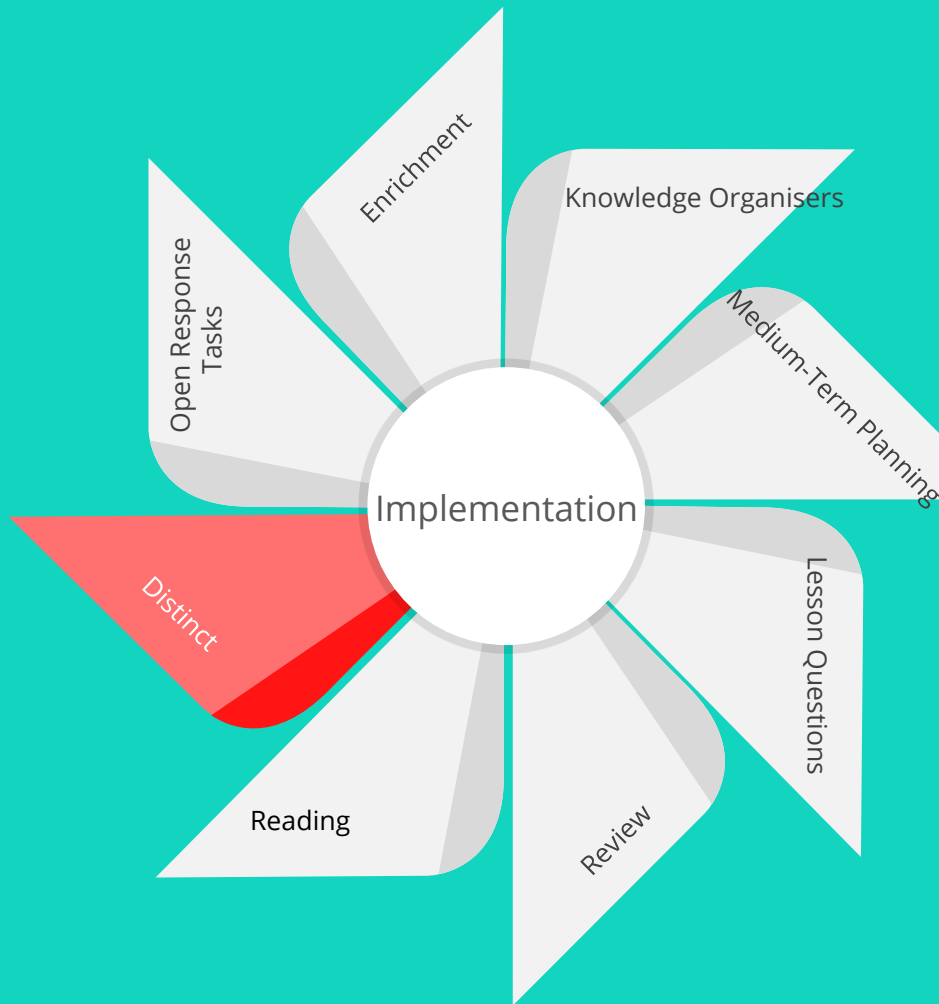 Enrichment
Knowledge Organisers
Medium-Term Planning
Lesson Questions
Review
Reading
Distinct
Open Response
Tasks
Implementation